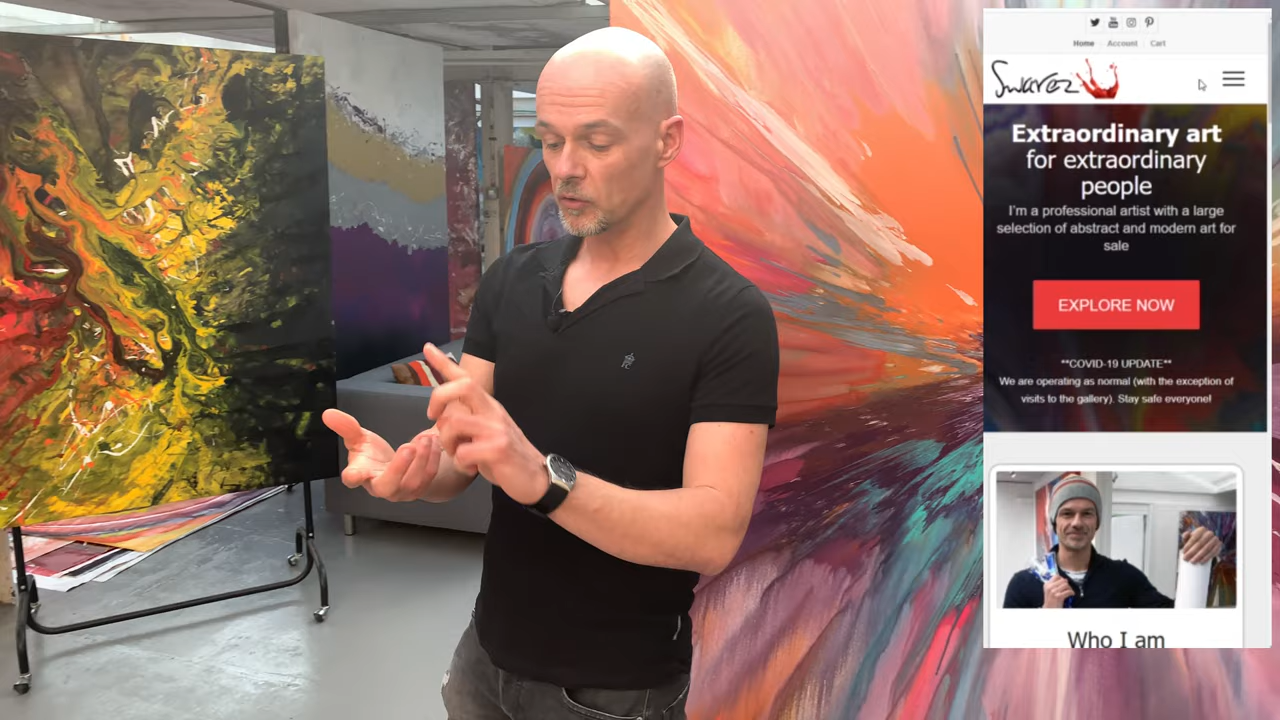 Home Account Cart
Swarez
Extraordinary art
for extraordinary
people
I'm a professional artist with a large
selection of abstract and modern art for
sale
EXPLORE NOW
**COVID-19 UPDATE**
We are operating as normal (with the exception of
visits to the gallery). Stay safe everyone!
Who I am